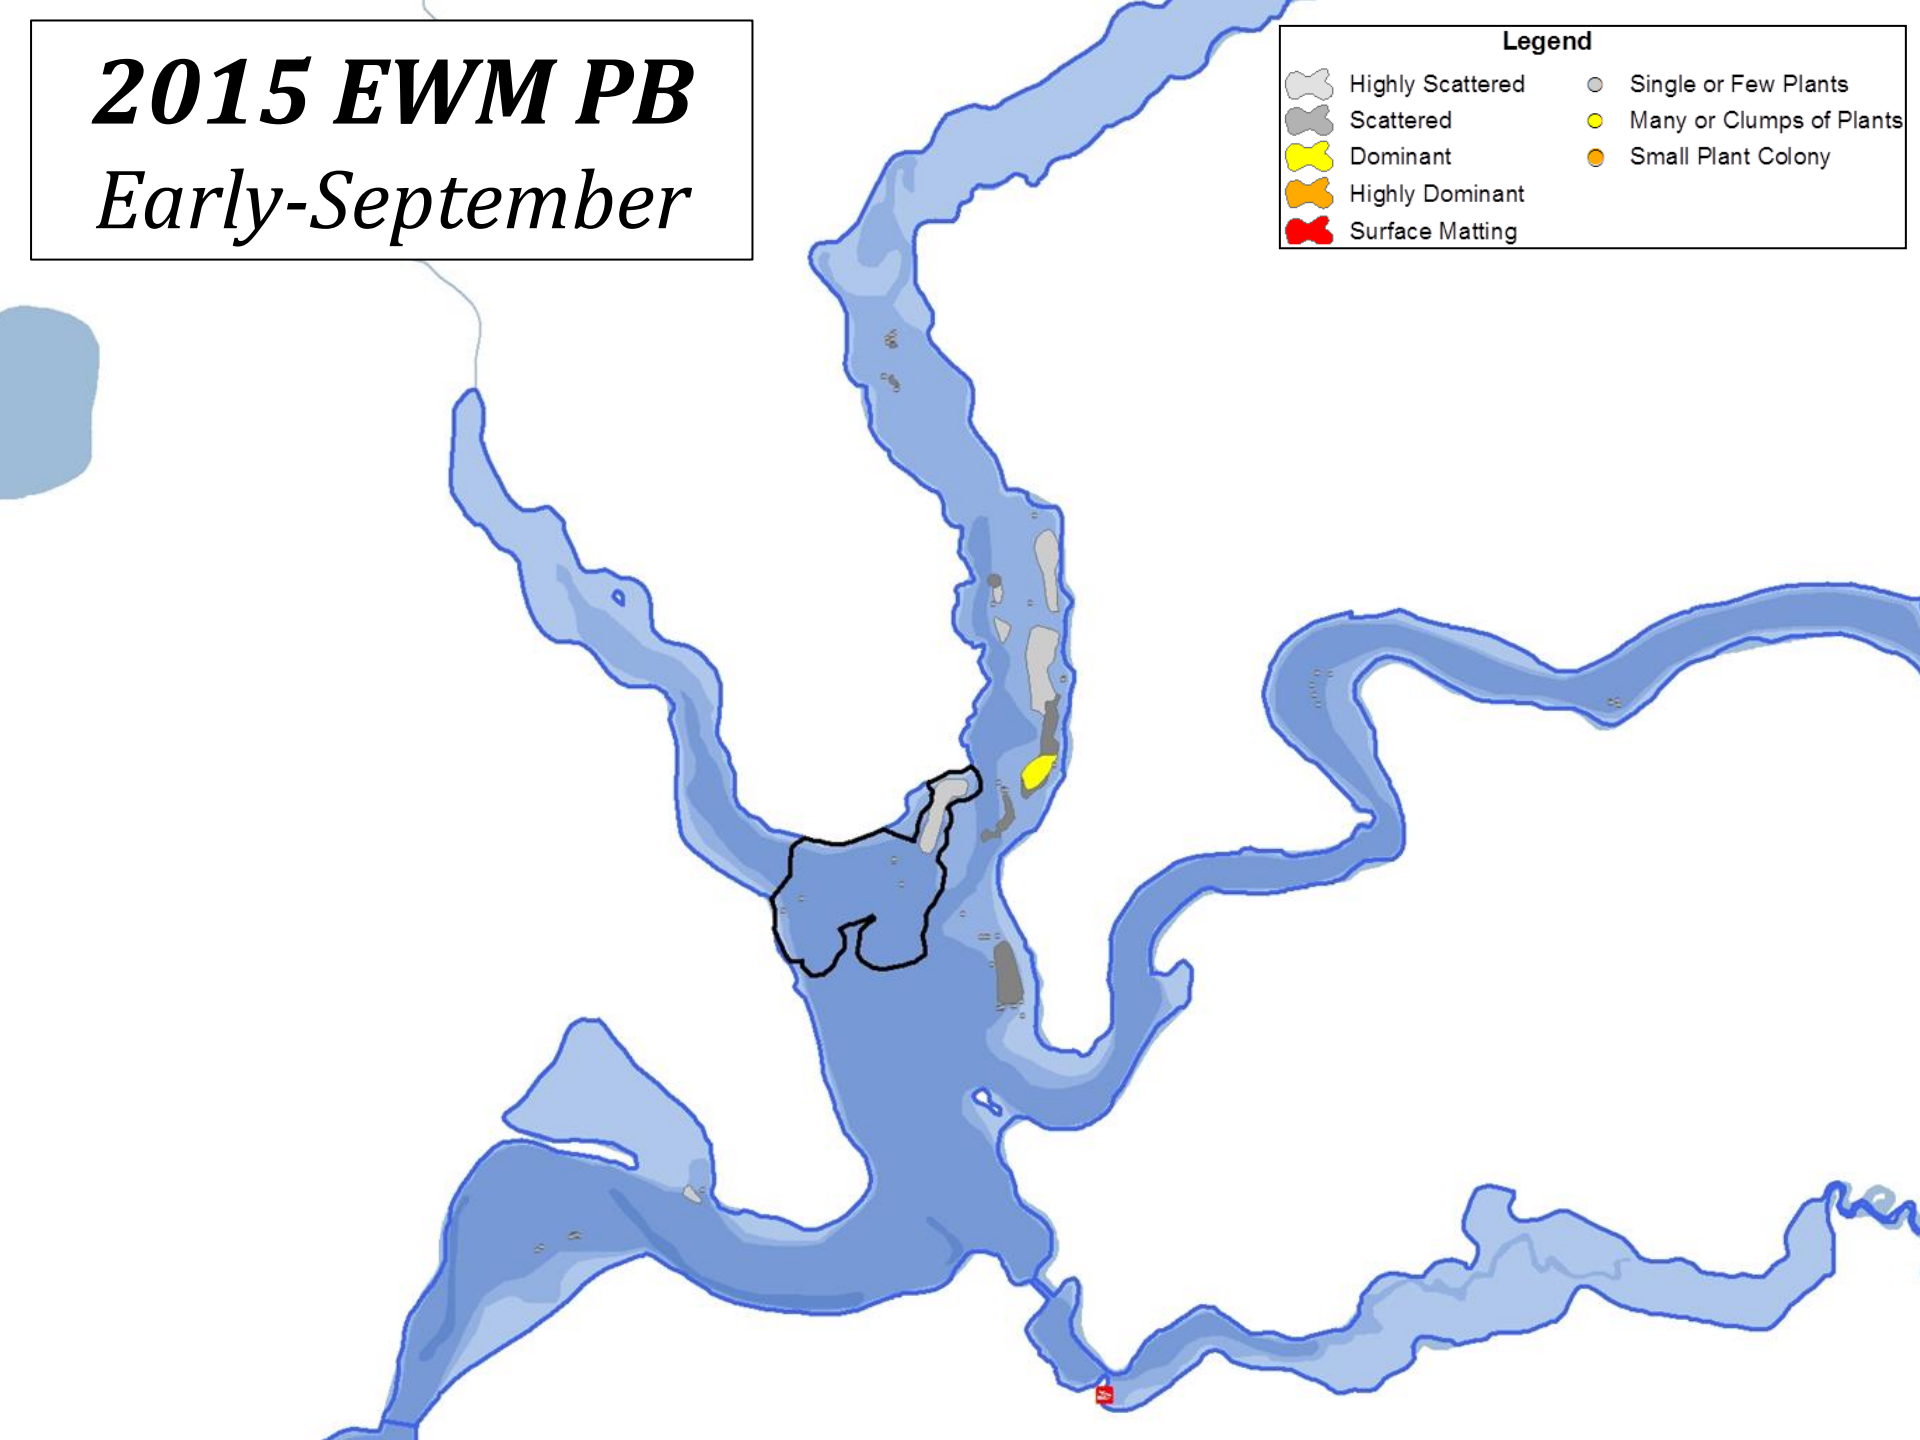 2015 EWM PB
Early-September
Legend
Highly Scattered
Scattered
Dominant
Highly Dominant
Surface Matting
Single or Few Plants
Many or Clumps of Plants
Small Plant Colony